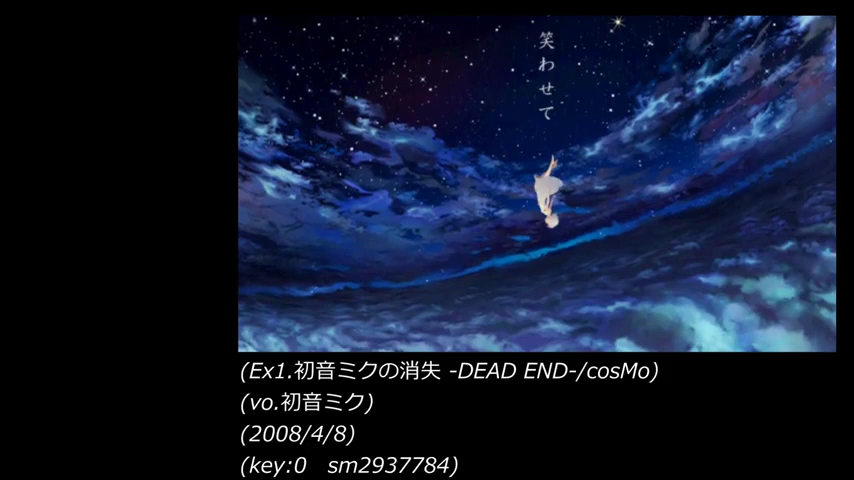 笑わせて
(Ex1.初音ミクの消失 -DEAD END-/cosMo)
(vo.初音ミク)
(2008/4/8)
(key:0　sm2937784)